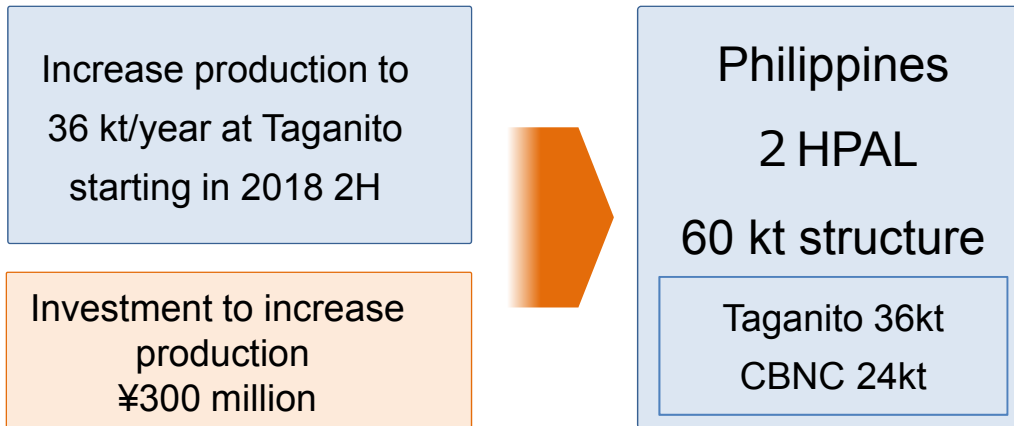 Increase production to
36 kt/year at Taganito
starting in 2018 2H
Investment to increase
production
¥300 million
Philippines
2 HPAL
60 kt structure
Taganito 36kt
CBNC 24kt